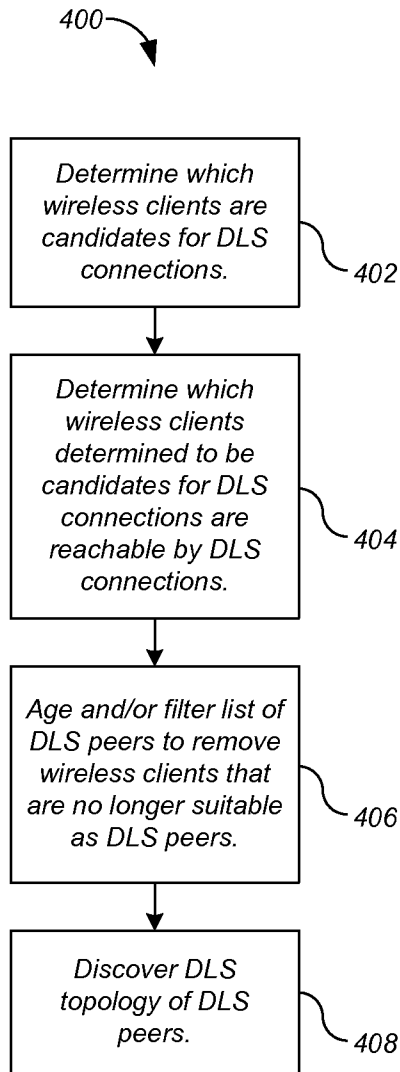 400
Determine which
wireless clients are
candidates for DLS
connections.
402
Determine which
wireless clients
determined to be
candidates for DLS
connections are
reachable by DLS
connections.
404
Age and/or filter list of
DLS peers to remove
wireless clients that
are no longer suitable
as DLS peers.
406
Discover DLS
topology of DLS
peers.
408